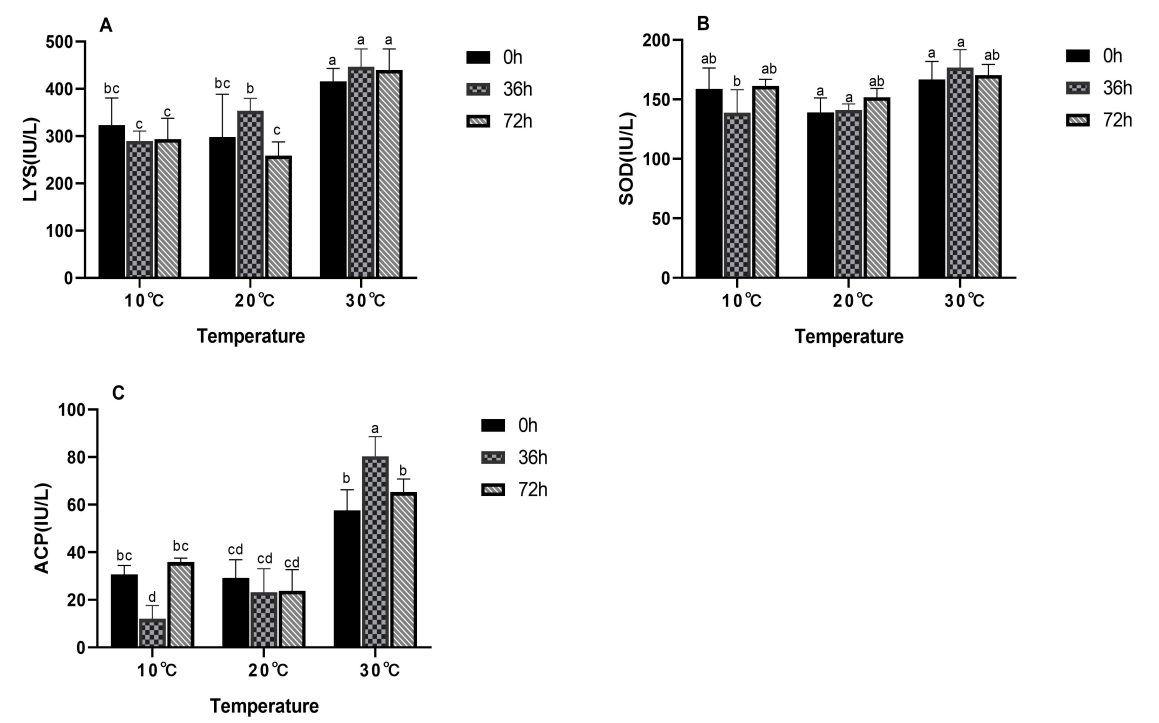 A
LYS(IU/L)
500
400
300
200
100
0
bc c c
bc b c
a a a
10℃ 20℃ 30℃
Temperature
0h
36h
72h
B
SOD(IU/L)
200
150
100
50
0
ab b ab
a a ab
a a ab
10℃ 20℃ 30℃
Temperature
0h
36h
72h
C
ACP(IU/L)
100
80
60
40
20
0
bc d bc
cd cd cd
b a b
10℃ 20℃ 30℃
Temperature
0h
36h
72h